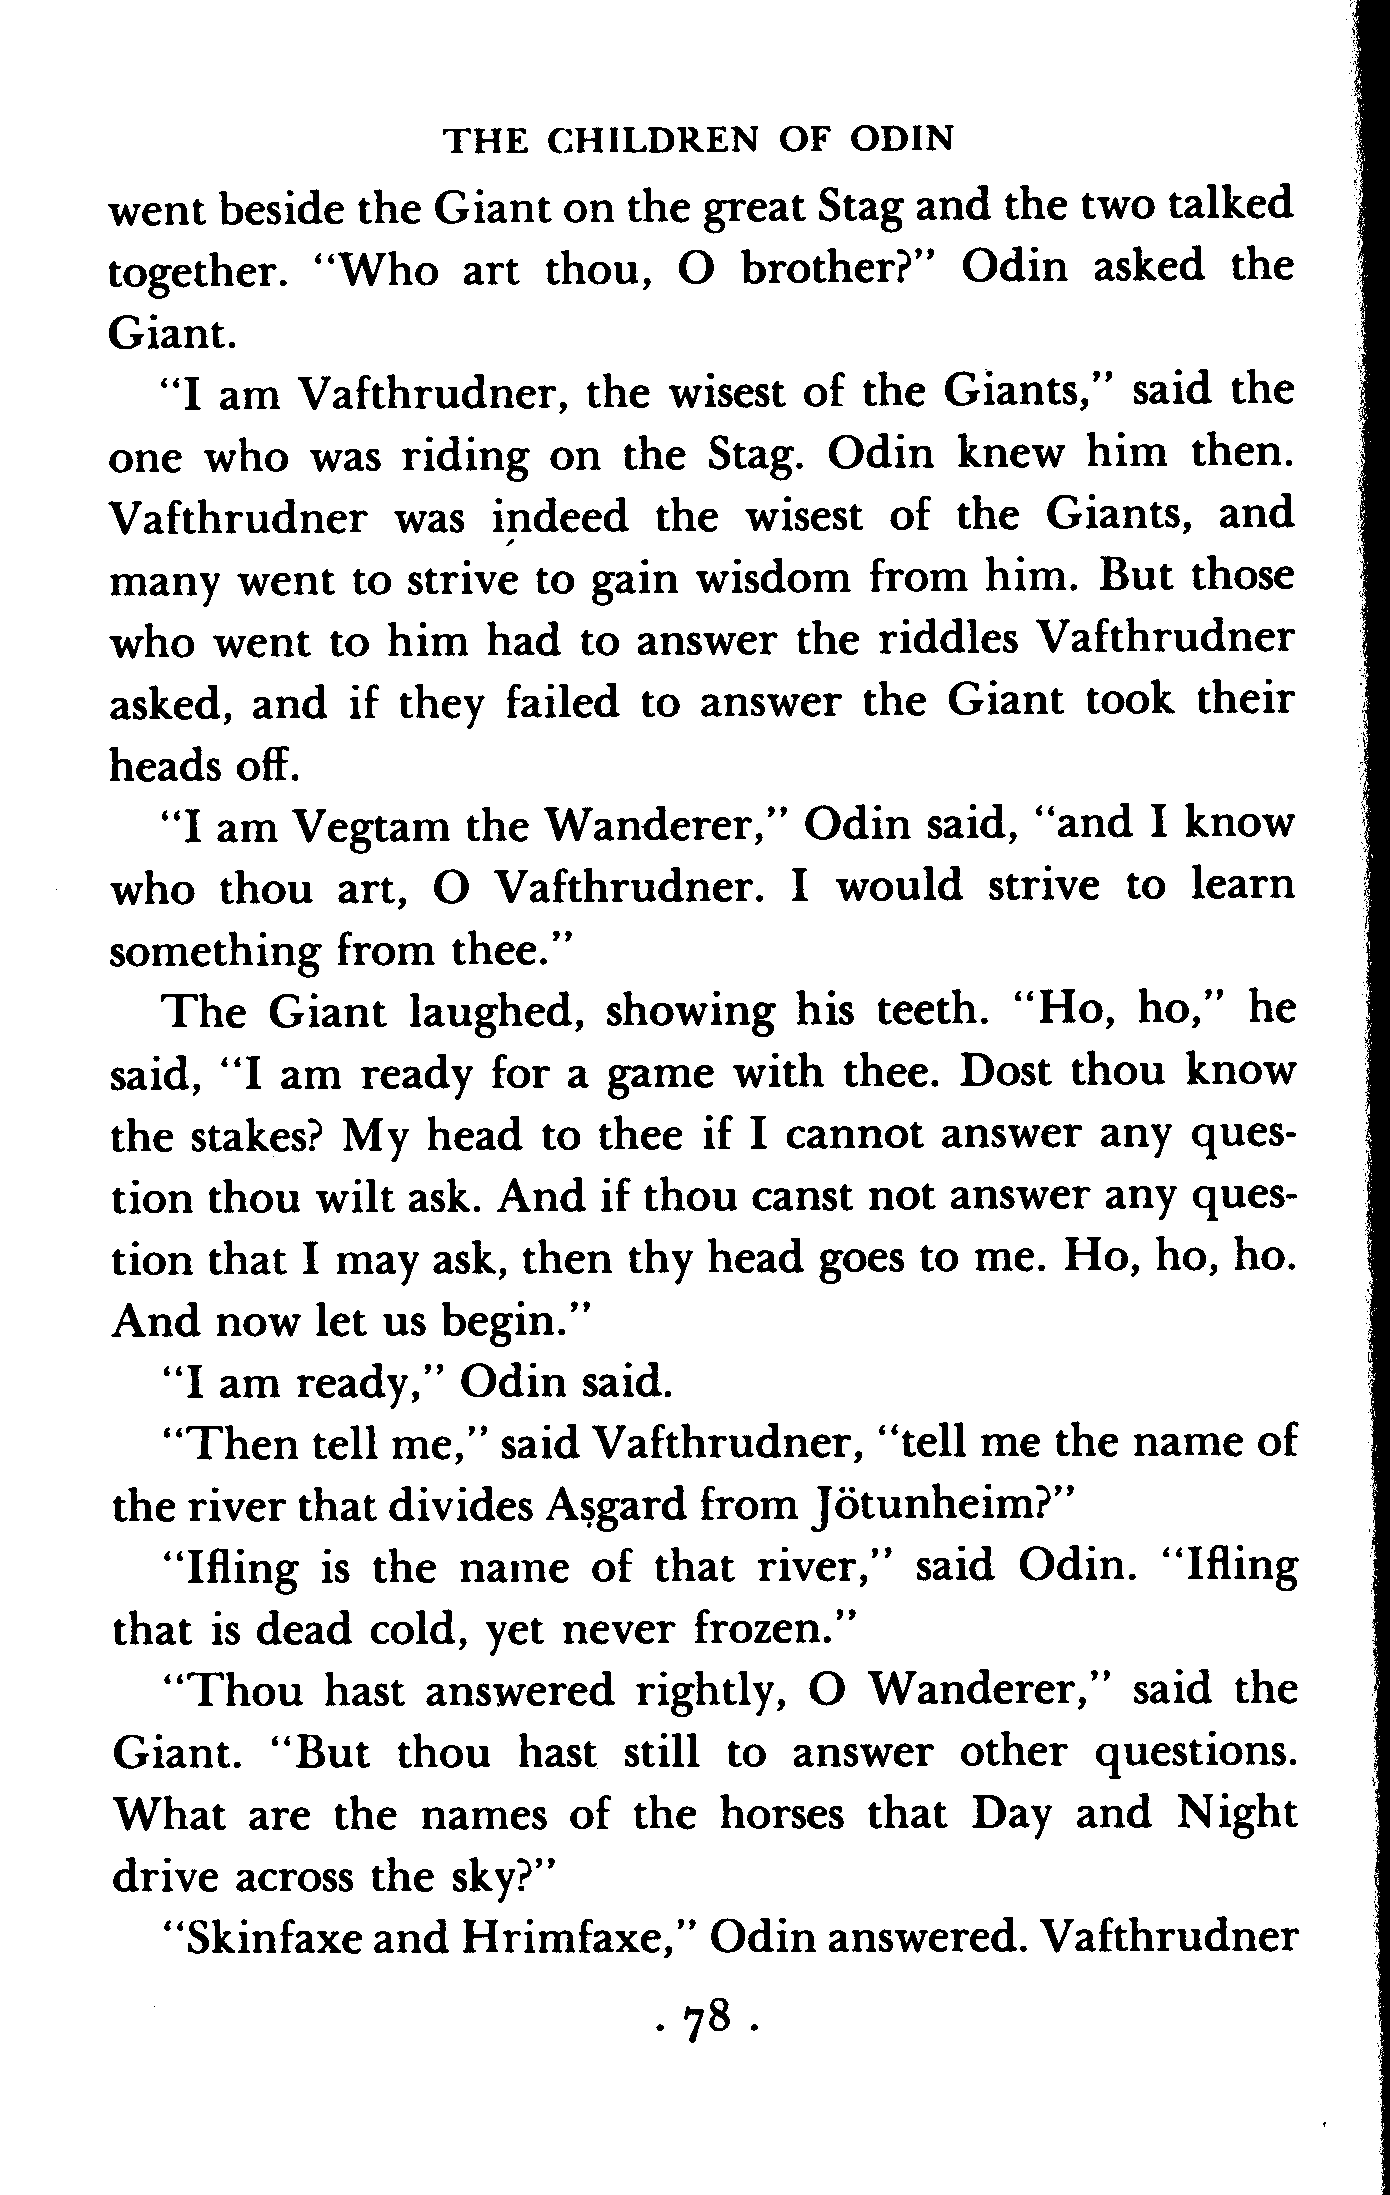 THE CHILDREN OF ODIN
went beside the Giant on the great Stag and the two talked
together. "Who art thou, O brother?" Odin asked the
Giant.
"I am Vafthrudner, the wisest of the Giants," said the
one who was riding on the Stag. Odin knew him then.
Vafthrudner was indeed the wisest of the Giants, and
many went to strive to gain wisdom from him. But those
who went to him had to answer the riddles Vafthrudner
asked, and if they failed to answer the Giant took their
heads off.
"I am Vegtam the Wanderer," Odin said, "and I know
who thou art, O Vafthrudner. I would strive to learn
something from thee."
The Giant laughed, showing his teeth. "Ho, ho," he
said, "I am ready for a game with thee. Dost thou know
the stakes? My head to thee if I cannot answer any ques-
tion thou wilt ask. And if thou canst not answer any ques-
tion that I may ask, then thy head goes to me. Ho, ho, ho.
And now let us begin."
"I am ready," Odin said.
"Then tell me," said Vafthrudner, "tell me the name of
the river that divides Asgard from Jötunheim?"
"Ifling is the name of that river," said Odin. "Ifling
that is dead cold, yet never frozen."
"Thou hast answered rightly, O Wanderer," said the
Giant. "But thou hast still to answer other questions.
What are the names of the horses that Day and Night
drive across the sky?"
"Skinfaxe and Hrimfaxe," Odin answered. Vafthrudner
. 78 .